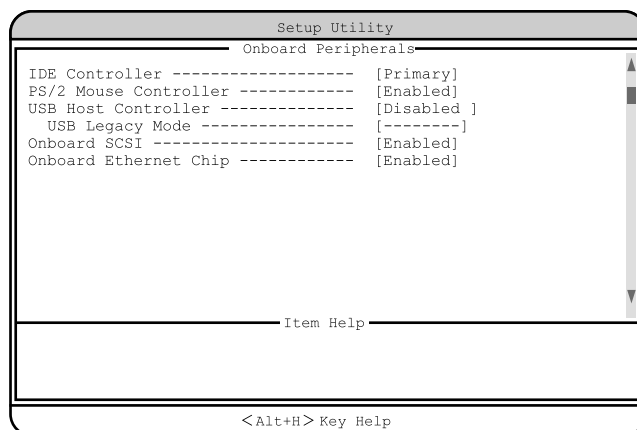 Setup Utility
Onboard Peripherals
IDE Controller ------------------- [Primary]
PS/2 Mouse Controller ------------ [Enabled]
USB Host Controller -------------- [Disabled ]
USB Legacy Mode ---------------- [--------]
Onboard SCSI --------------------- [Enabled]
Onboard Ethernet Chip ------------ [Enabled]
Item Help
<Alt+H> Key Help